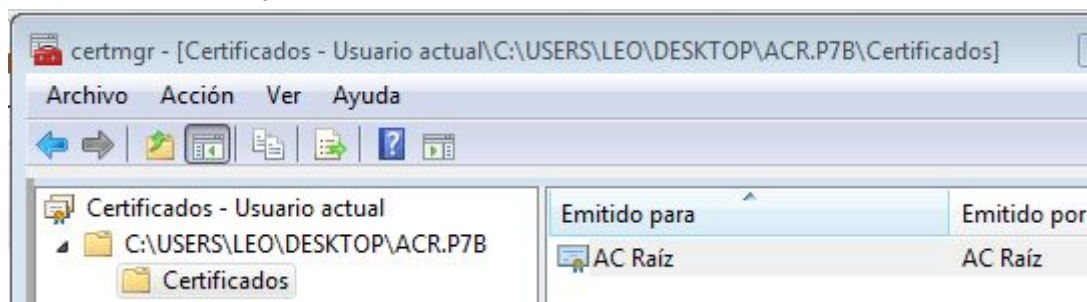 certmgr - [Certificados - Usuario actual\C:\USERS\LEO\DESKTOP\ACR.P7B\Certificados]
Archivo Acción Ver Ayuda
Certificados - Usuario actual
C:\USERS\LEO\DESKTOP\ACR.P7B
Certificados
Emitido para Emitido por
AC Raíz AC Raíz